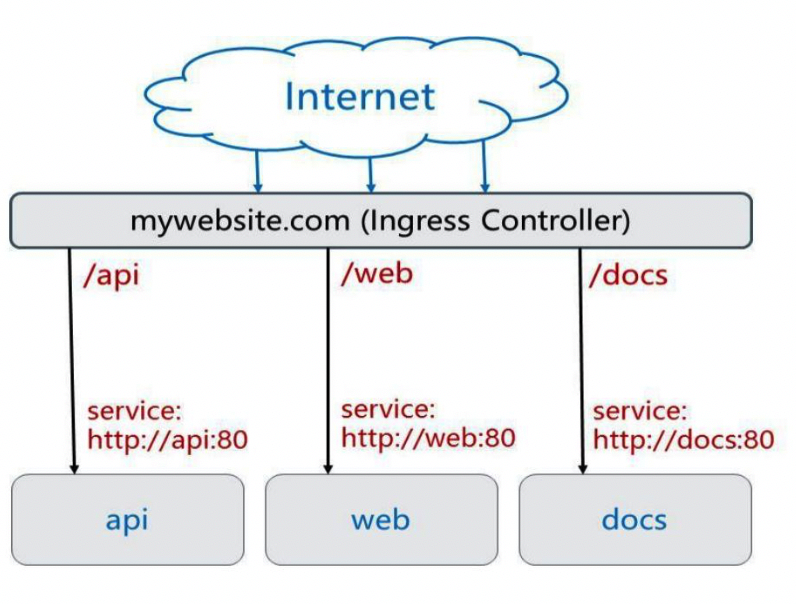 Internet
mywebsite.com (Ingress Controller)
/api
/web
/docs
service:
http://api:80
service:
http://web:80
service:
http://docs:80
api
web
docs